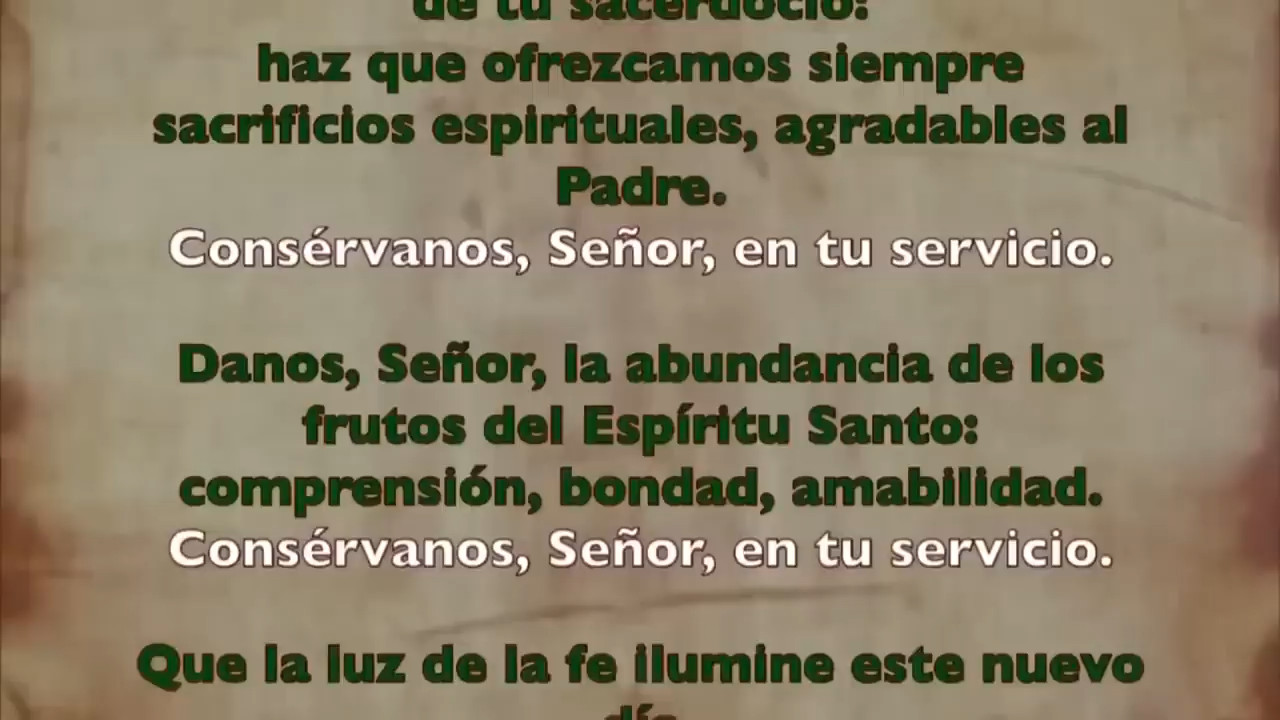 de tu sacerdocio:
haz que ofrezcamos siempre
sacrificios espirituales, agradables al
Padre.
Consérvanos, Señor, en tu servicio.
Danos, Señor, la abundancia de los
frutos del Espíritu Santo:
comprensión, bondad, amabilidad.
Consérvanos, Señor, en tu servicio.
Que la luz de la fe ilumine este nuevo